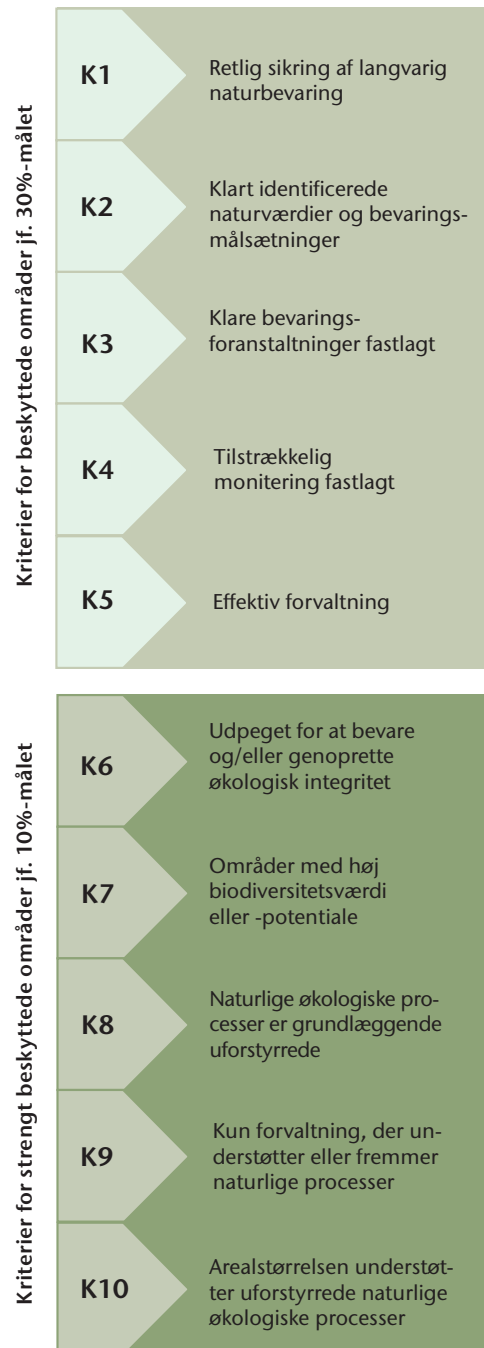 Kriterier for beskyttede områder jf. 30%-målet
K1
Retlig sikring af langvarig
naturbevaring
K2
Klart identificerede
naturværdier og bevarings-
målsætninger
K3
Klare bevarings-
foranstaltninger fastlagt
K4
Tilstrækkelig
monitering fastlagt
K5
Effektiv forvaltning
Kriterier for strengt beskyttede områder jf. 10%-målet
K6
Udpeget for at bevare
og/eller genoprette
økologisk integritet
K7
Områder med høj
biodiversitetsværdi
eller -potentiale
K8
Naturlige økologiske pro-
cesser er grundlæggende
uforstyrrede
K9
Kun forvaltning, der un-
derstøtter eller fremmer
naturlige processer
K10
Arealstørrelsen understøt-
ter uforstyrrede naturlige
økologiske processer